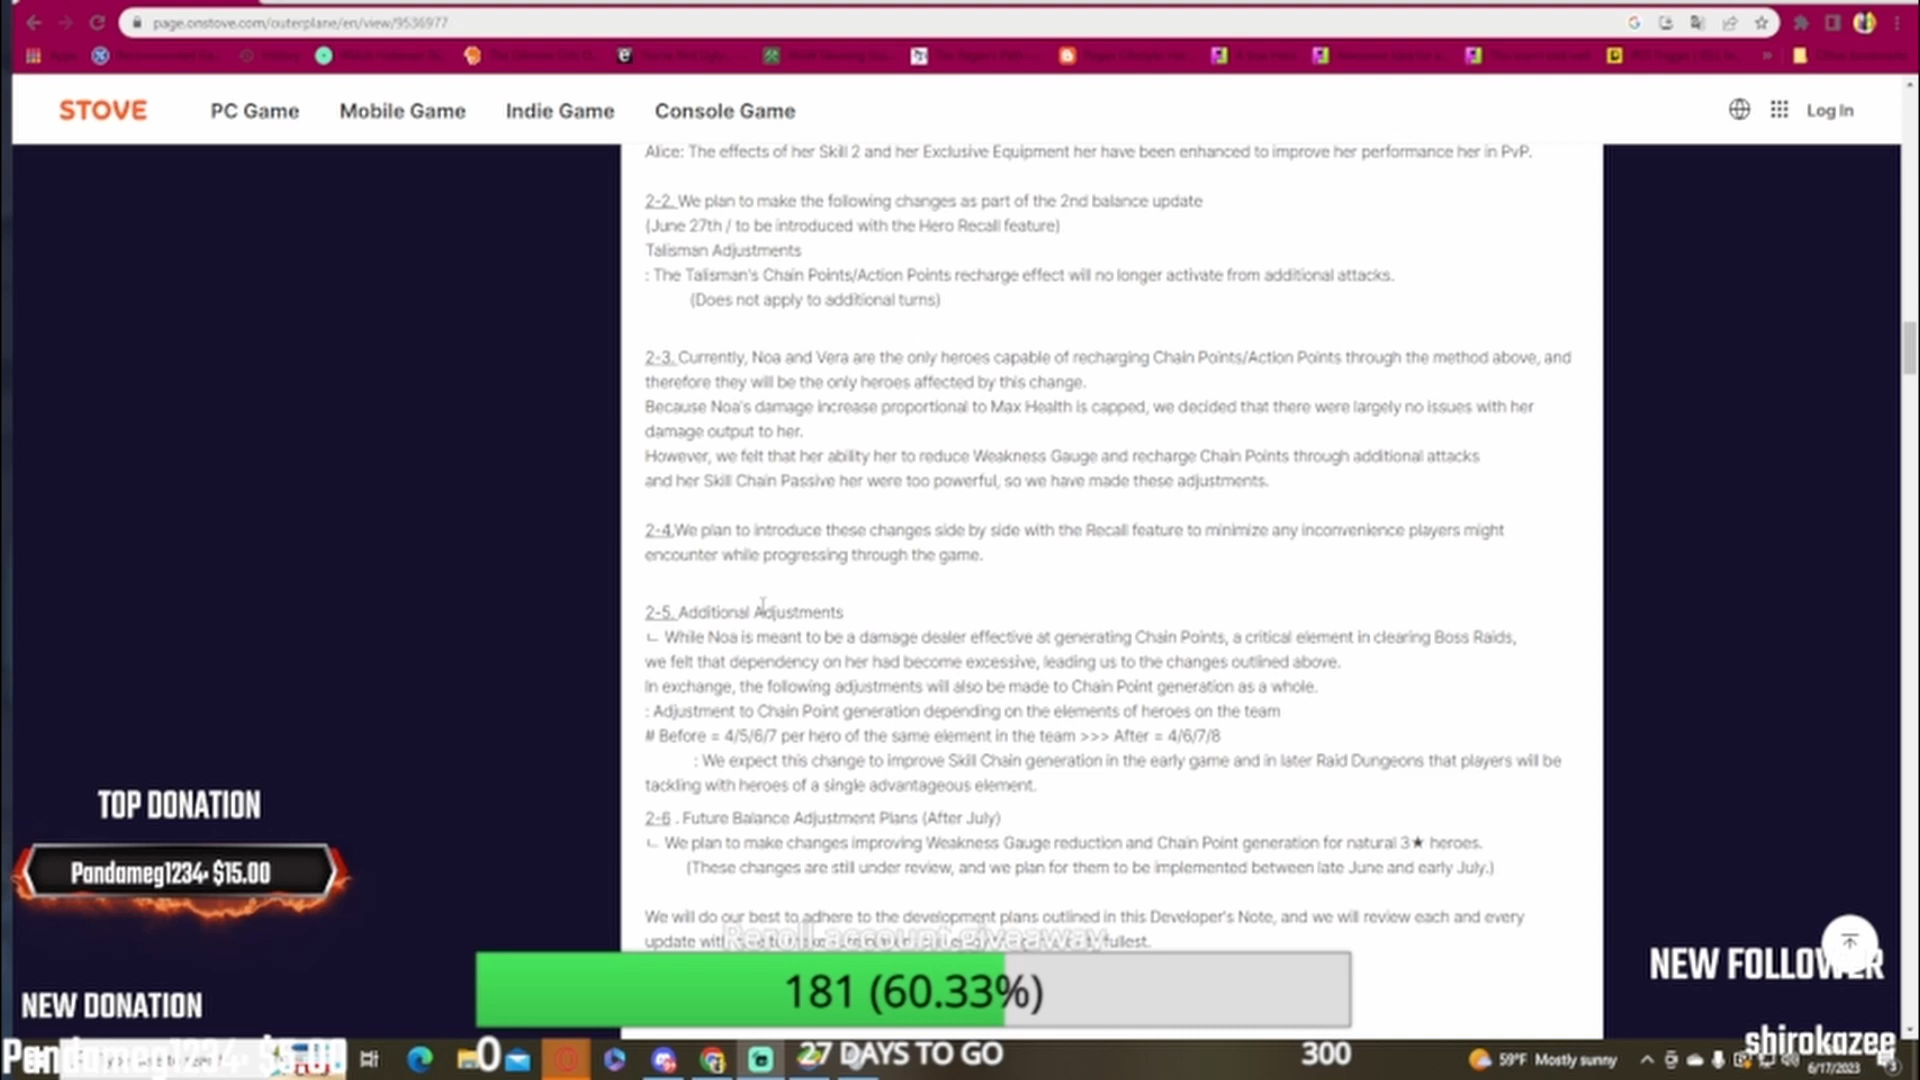 page.onstove.com/outerplane/en/view/9536977
STOVE PC Game Mobile Game Indie Game Console Game Log In
Alice: The effects of her Skill 2 and her Exclusive Equipment her have been enhanced to improve her performance her in PvP.
2-2. We plan to make the following changes as part of the 2nd balance update
(June 27th / to be introduced with the Hero Recall feature)
Talisman Adjustments
: The Talisman's Chain Points/Action Points recharge effect will no longer activate from additional attacks.
(Does not apply to additional turns)
2-3. Currently, Noa and Vera are the only heroes capable of recharging Chain Points/Action Points through the method above, and
therefore they will be the only heroes affected by this change.
Because Noa's damage increase proportional to Max Health is capped, we decided that there were largely no issues with her
damage output to her.
However, we felt that her ability her to reduce Weakness Gauge and recharge Chain Points through additional attacks
and her Skill Chain Passive her were too powerful, so we have made these adjustments.
2-4.We plan to introduce these changes side by side with the Recall feature to minimize any inconvenience players might
encounter while progressing through the game.
2-5. Additional Adjustments
ㄴ While Noa is meant to be a damage dealer effective at generating Chain Points, a critical element in clearing Boss Raids,
we felt that dependency on her had become excessive, leading us to the changes outlined above.
In exchange, the following adjustments will also be made to Chain Point generation as a whole.
: Adjustment to Chain Point generation depending on the elements of heroes on the team
# Before = 4/5/6/7 per hero of the same element in the team >>> After = 4/6/7/8
: We expect this change to improve Skill Chain generation in the early game and in later Raid Dungeons that players will be
tackling with heroes of a single advantageous element.
2-6 . Future Balance Adjustment Plans (After July)
ㄴ We plan to make changes improving Weakness Gauge reduction and Chain Point generation for natural 3★ heroes.
(These changes are still under review, and we plan for them to be implemented between late June and early July.)
We will do our best to adhere to the development plans outlined in this Developer's Note, and we will review each and every
update with fullest.
Reroll account giveaway
181 (60.33%)
0 27 DAYS TO GO 300
TOP DONATION
Pandameg1234: $15.00
NEW DONATION
Pandameg1234: $5.00
NEW FOLLOWER
shirokazee
59°F Mostly sunny
6/17/2023